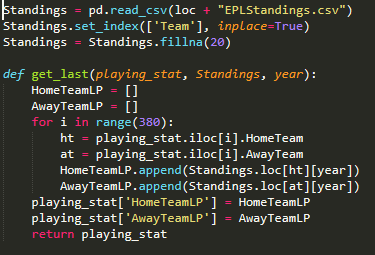 Standings = pd.read_csv(loc + "EPLStandings.csv")
Standings.set_index(['Team'], inplace=True)
Standings = Standings.fillna(20)

def get_last(playing_stat, Standings, year):
    HomeTeamLP = []
    AwayTeamLP = []
    for i in range(380):
        ht = playing_stat.iloc[i].HomeTeam
        at = playing_stat.iloc[i].AwayTeam
        HomeTeamLP.append(Standings.loc[ht][year])
        AwayTeamLP.append(Standings.loc[at][year])
    playing_stat['HomeTeamLP'] = HomeTeamLP
    playing_stat['AwayTeamLP'] = AwayTeamLP
    return playing_stat